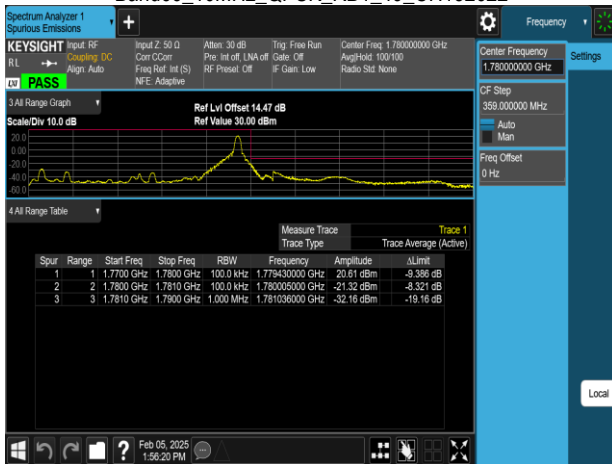 Spectrum Analyzer 1
Spurious Emissions
Frequency
KEYSIGHT
Input: RF
Input Z: 50 Ω
Atten: 30 dB
Trig: Free Run
Center Freq: 1.780000000 GHz
RL
Coupling: DC
Corr CCorr
Pre: Int off, LNA off
Gate: Off
Avg|Hold: 100/100
Align: Auto
Freq Ref: Int (S)
RF Preset: Off
IF Gain: Low
Radio Std: None
LXI
PASS
NFE: Adaptive
Center Frequency
1.780000000 GHz
Settings
CF Step
359.000000 MHz
Auto
Man
Freq Offset
0 Hz
3 All Range Graph
Ref Lvl Offset 14.47 dB
Scale/Div 10.0 dB
Ref Value 30.00 dBm
20.0
0.00
-20.0
-40.0
-60.0
4 All Range Table
Measure Trace Trace 1
Trace Type Trace Average (Active)
Spur Range Start Freq Stop Freq RBW Frequency Amplitude ΔLimit
1 1 1.7700 GHz 1.7800 GHz 100.0 kHz 1.779430000 GHz 20.61 dBm -9.386 dB
2 2 1.7800 GHz 1.7810 GHz 100.0 kHz 1.780005000 GHz -21.32 dBm -8.321 dB
3 3 1.7810 GHz 1.7900 GHz 1.000 MHz 1.781036000 GHz -32.16 dBm -19.16 dB
Local
Feb 05, 2025
1:56:20 PM